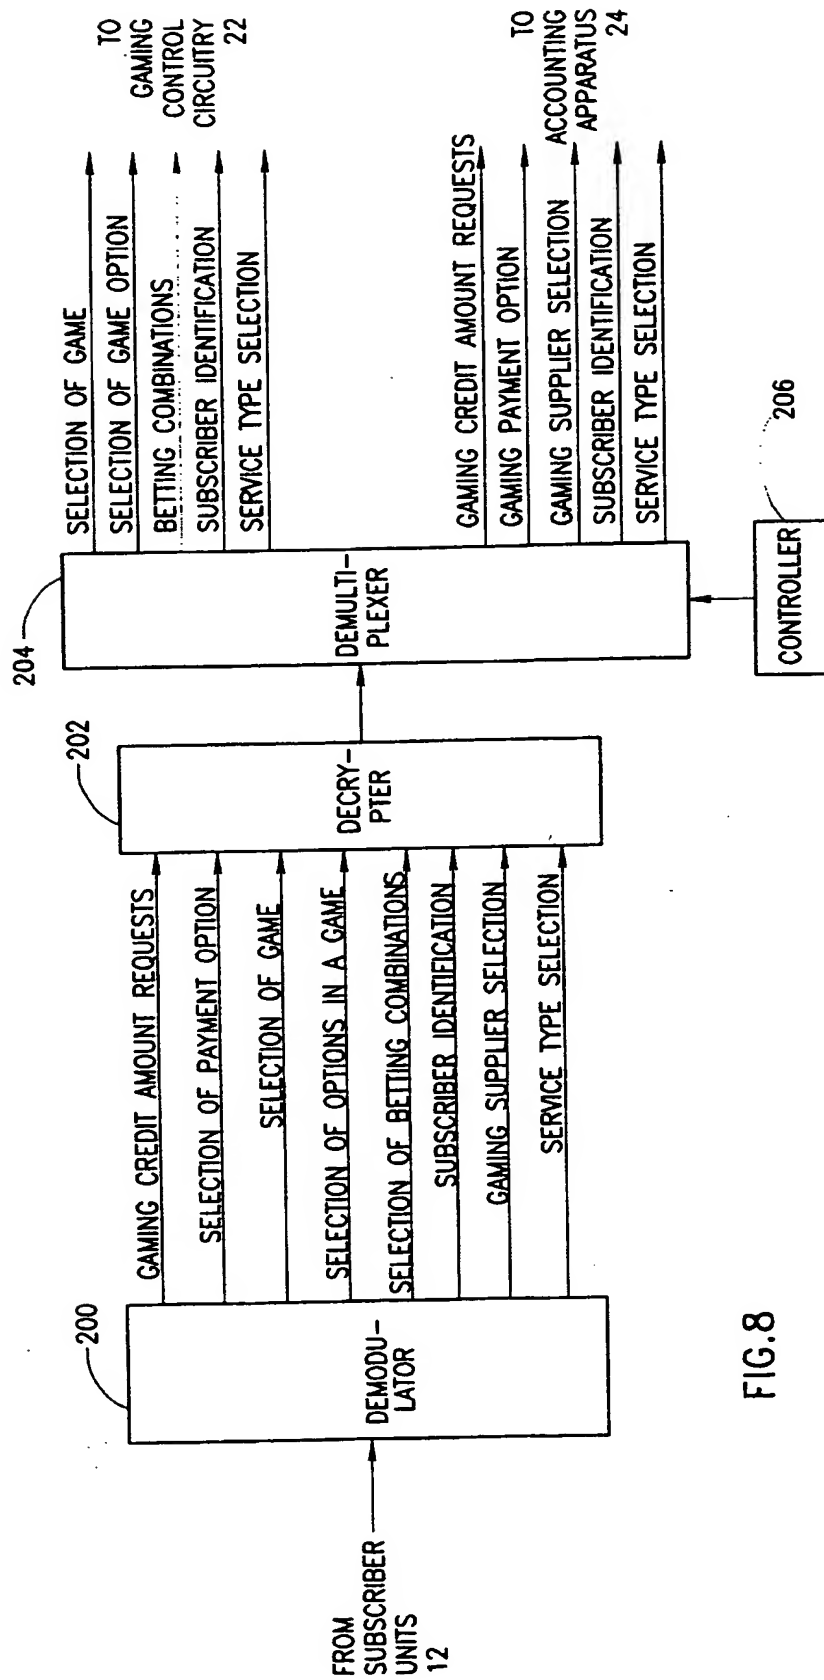 FROM
SUBSCRIBER
UNITS
12
200
DEMODU-
LATOR
GAMING CREDIT AMOUNT REQUESTS
SELECTION OF PAYMENT OPTION
SELECTION OF GAME
SELECTION OF OPTIONS IN A GAME
SELECTION OF BETTING COMBINATIONS
SUBSCRIBER IDENTIFICATION
GAMING SUPPLIER SELECTION
SERVICE TYPE SELECTION
202
DECRY-
PTER
204
DEMULTI-
PLEXER
SELECTION OF GAME
SELECTION OF GAME OPTION
BETTING COMBINATIONS
SUBSCRIBER IDENTIFICATION
SERVICE TYPE SELECTION
TO
GAMING
CONTROL
CIRCUITRY
22
GAMING CREDIT AMOUNT REQUESTS
GAMING PAYMENT OPTION
GAMING SUPPLIER SELECTION
SUBSCRIBER IDENTIFICATION
SERVICE TYPE SELECTION
TO
ACCOUNTING
APPARATUS
24
206
CONTROLLER
FIG.8